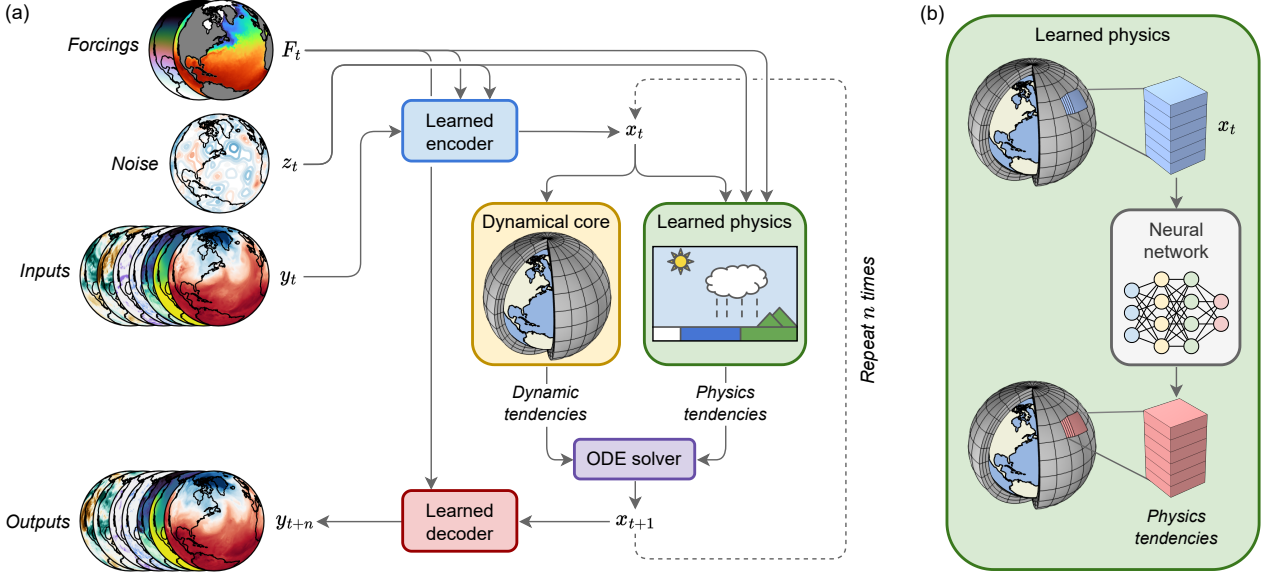 (a)
Forcings
F_t
Noise
z_t
Inputs
y_t
Learned
encoder
x_t
Dynamical core
Learned physics
Dynamic
tendencies
Physics
tendencies
ODE solver
Repeat n times
Outputs
y_{t+n}
Learned
decoder
x_{t+1}
(b)
Learned physics
x_t
Neural
network
Physics
tendencies